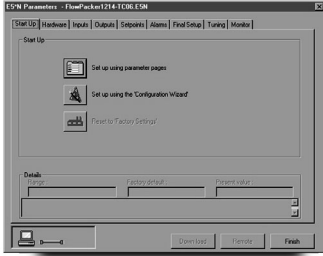 E5*N Parameters - FlowPacker1214-TC06.E5N
Start Up Hardware Inputs Outputs Setpoints Alarms Final Setup Tuning Monitor
Start Up
Set up using parameter pages
Set up using the 'Configuration Wizard'
Reset to 'Factory Settings'
Details
Range: Factory default: Present value:
Down load Remote Finish